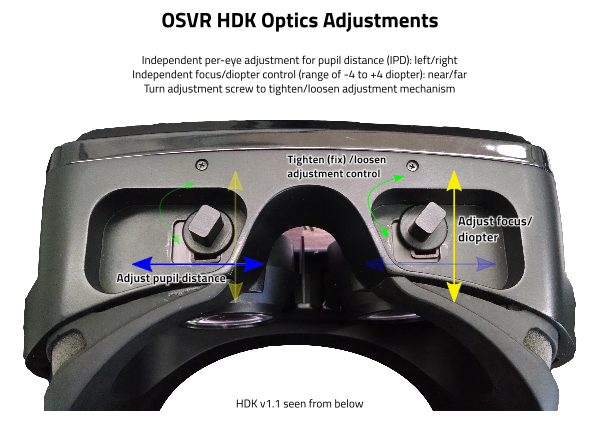 OSVR HDK Optics Adjustments
Independent per-eye adjustment for pupil distance (IPD): left/right
Independent focus/diopter control (range of -4 to +4 diopter): near/far
Turn adjustment screw to tighten/loosen adjustment mechanism
Tighten (fix) /loosen
adjustment control
Adjust focus/
diopter
Adjust pupil distance
HDK v1.1 seen from below